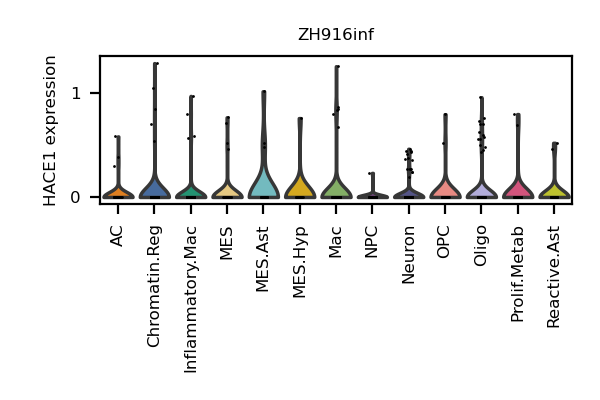 ZH916inf
HACE1 expression
1
0
AC
Chromatin.Reg
Inflammatory.Mac
MES
MES.Ast
MES.Hyp
Mac
NPC
Neuron
OPC
Oligo
Prolif.Metab
Reactive.Ast